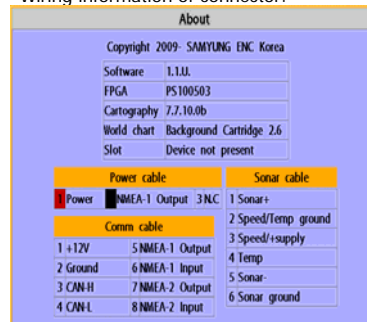 Wiring information of connector.
About
Copyright 2009- SAMYUNG ENC Korea
Software 1.1.U.
FPGA PS100503
Cartography 7.7.10.0b
World chart Background Cartridge 2.6
Slot Device not present
Power cable
1 Power NMEA-1 Output 3 N.C
Comm cable
1 +12V 5 NMEA-1 Output
2 Ground 6 NMEA-1 Input
3 CAN-H 7 NMEA-2 Output
4 CAN-L 8 NMEA-2 Input
Sonar cable
1 Sonar+
2 Speed/Temp ground
3 Speed/+supply
4 Temp
5 Sonar-
6 Sonar ground